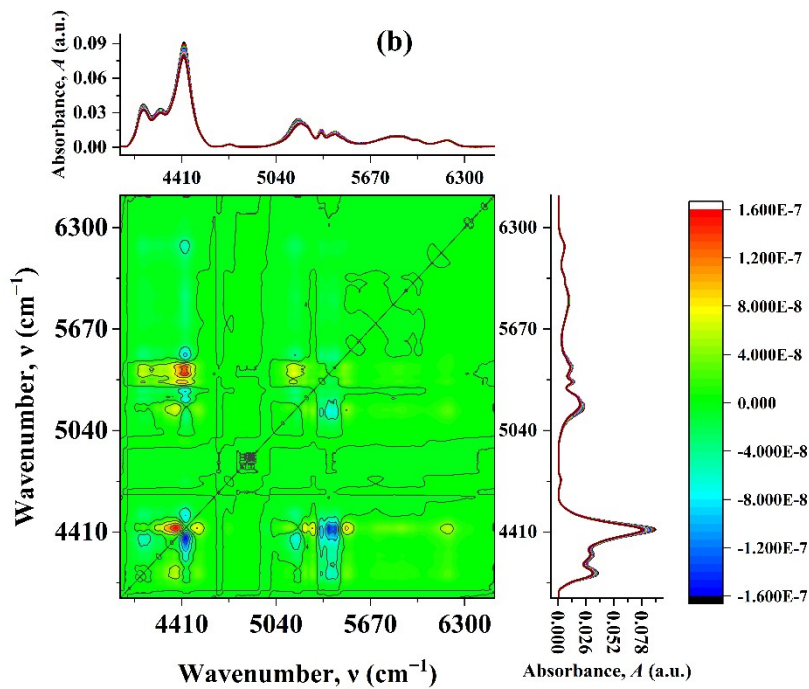 (b)
Absorbance, A (a.u.)
0.09
0.06
0.03
0.00
4410 5040 5670 6300
Wavenumber, ν (cm⁻¹)
6300
5670
5040
4410
4410 5040 5670 6300
Wavenumber, ν (cm⁻¹)
6300
5670
5040
4410
0.000 0.026 0.052 0.078
Absorbance, A (a.u.)
1.600E-7
1.200E-7
8.000E-8
4.000E-8
0.000
-4.000E-8
-8.000E-8
-1.200E-7
-1.600E-7